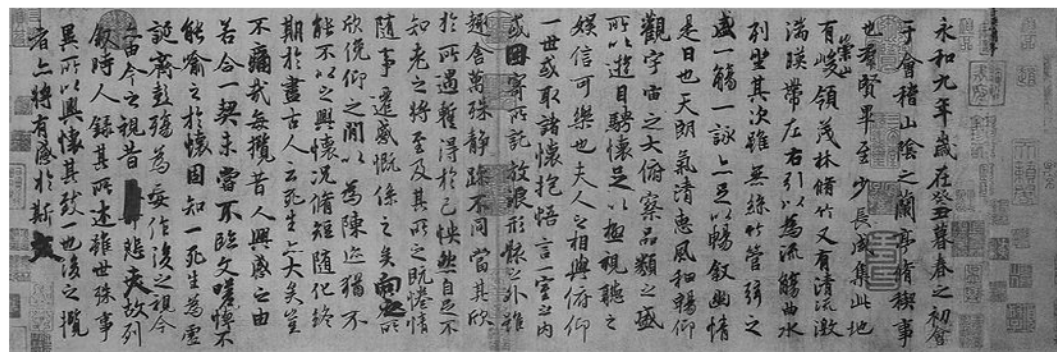 永和九年歲在癸丑暮春之初會
于會稽山陰之蘭亭脩稧事
也羣賢畢至少長咸集此地
有崇山峻領茂林脩竹又有清流激
湍暎帶左右引以為流觴曲水
列坐其次雖無絲竹管弦之
盛一觴一詠亦足以暢敘幽情
是日也天朗氣清惠風和暢仰
觀宇宙之大俯察品類之盛
所以遊目騁懷足以極視聽之
娛信可樂也夫人之相與俯仰
一世或取諸懷抱悟言一室之內
或因寄所託放浪形骸之外雖
趣舍萬殊靜躁不同當其欣
於所遇蹔得於己怏然自足不
知老之將至及其所之既惓情
隨事遷感慨係之矣向之所
欣俛仰之閒以為陳迹猶不
能不以之興懷況脩短隨化終
期於盡古人云死生亦大矣豈
不痛哉每攬昔人興感之由
若合一契未嘗不臨文嗟悼不
能喻之於懷固知一死生為虛
誕齊彭殤為妄作後之視今
亦由今之視昔悲夫故列
敘時人錄其所述雖世殊事
異所以興懷其致一也後之攬
者亦將有感於斯文